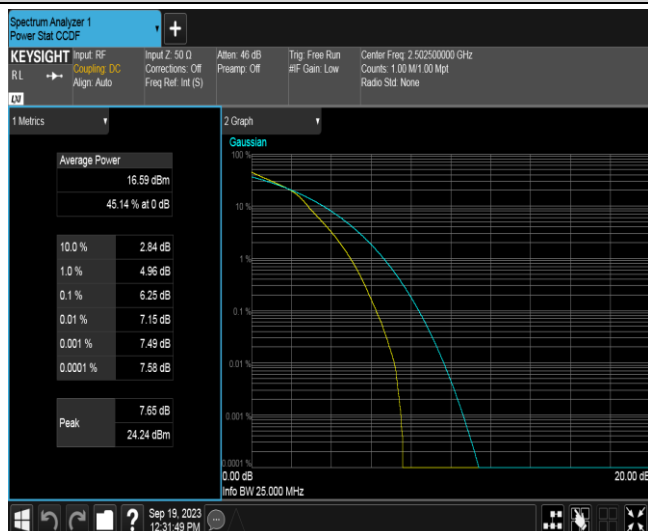 Spectrum Analyzer 1
Power Stat CCDF
KEYSIGHT
RL
LXI
Input: RF
Coupling: DC
Align: Auto
Input Z: 50 Ω
Corrections: Off
Freq Ref: Int (S)
Atten: 46 dB
Preamp: Off
Trig: Free Run
#IF Gain: Low
Center Freq: 2.502500000 GHz
Counts: 1.00 M/1.00 Mpt
Radio Std: None
1 Metrics
Average Power
16.59 dBm
45.14 % at 0 dB
10.0 % 2.84 dB
1.0 % 4.96 dB
0.1 % 6.25 dB
0.01 % 7.15 dB
0.001 % 7.49 dB
0.0001 % 7.58 dB
Peak
7.65 dB
24.24 dBm
2 Graph
Gaussian
100 %
10 %
1 %
0.1 %
0.01 %
0.001 %
0.0001 %
0.00 dB 20.00 dB
Info BW 25.000 MHz
?
Sep 19, 2023
12:31:49 PM